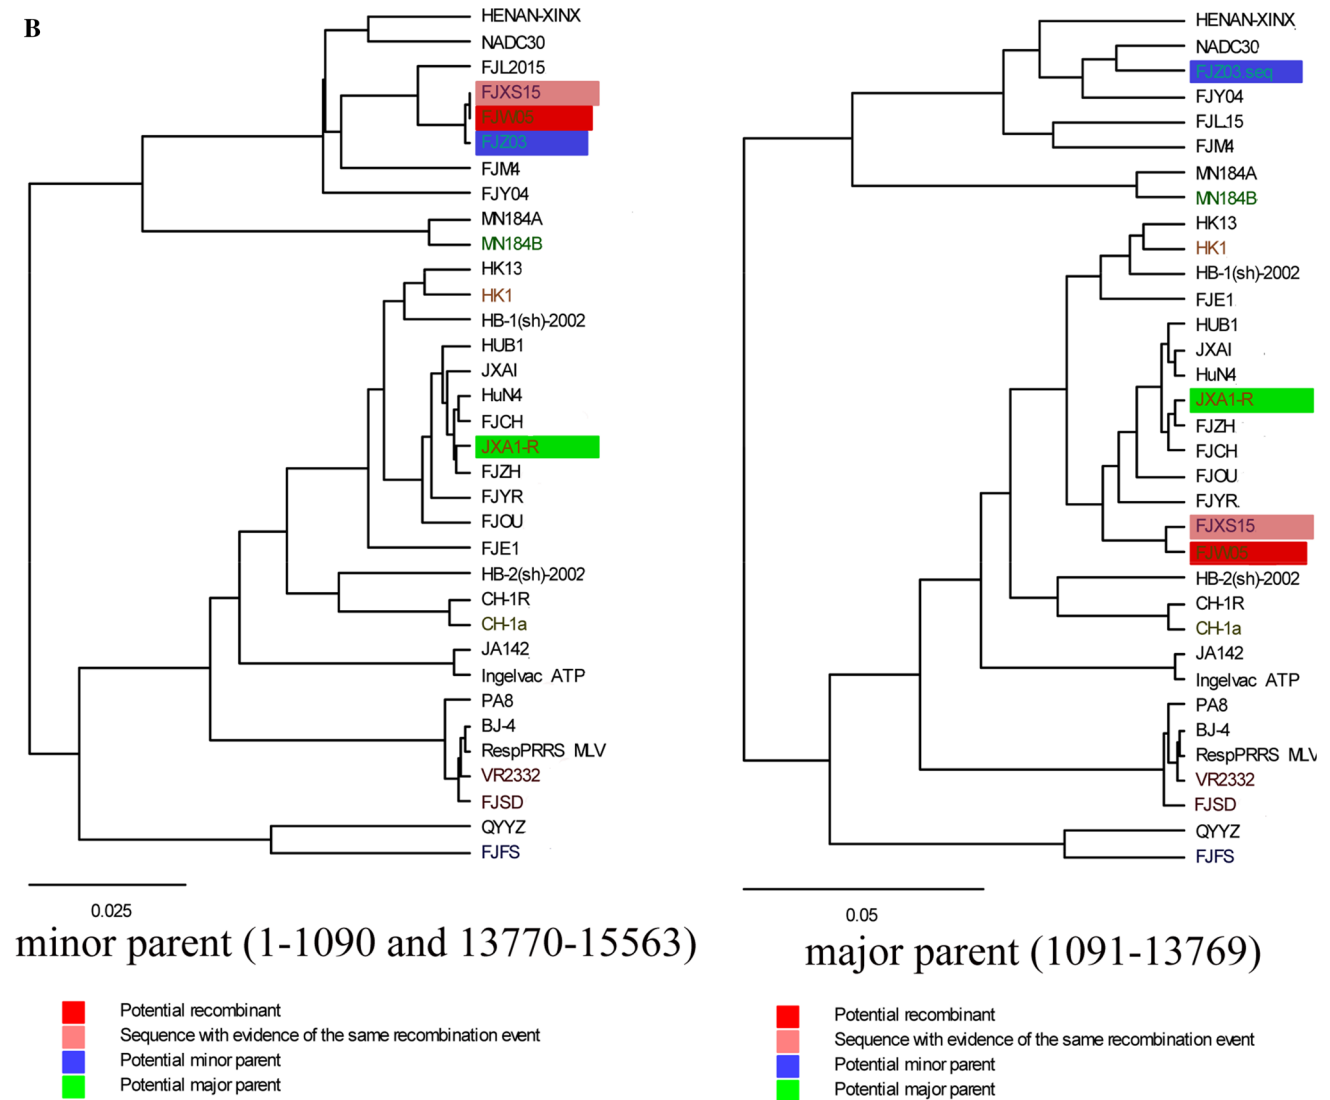 B
HENAN-XINX
NADC30
FJL2015
FJXS15
FJW06
FJZ03
FJM4
FJY04
MN184A
MN184B
HK13
HK1
HB-1(sh)-2002
HUB1
JXAI
HuN4
FJCH
JXA1-R
FJZH
FJYR
FJOU
FJE1
HB-2(sh)-2002
CH-1R
CH-1a
JA142
Ingelvac ATP
PA8
BJ-4
RespPRRS MLV
VR2332
FJSD
QYYZ
FJFS
0.025
minor parent (1-1090 and 13770-15563)
Potential recombinant
Sequence with evidence of the same recombination event
Potential minor parent
Potential major parent
HENAN-XINX
NADC30
FJZ03.seq
FJY04
FJL15
FJM4
MN184A
MN184B
HK13
HK1
HB-1(sh)-2002
FJE1
HUB1
JXAI
HuN4
JXA1-R
FJZH
FJCH
FJOU
FJYR
FJXS15
FJW06
HB-2(sh)-2002
CH-1R
CH-1a
JA142
Ingelvac ATP
PA8
BJ-4
RespPRRS MLV
VR2332
FJSD
QYYZ
FJFS
0.05
major parent (1091-13769)
Potential recombinant
Sequence with evidence of the same recombination event
Potential minor parent
Potential major parent